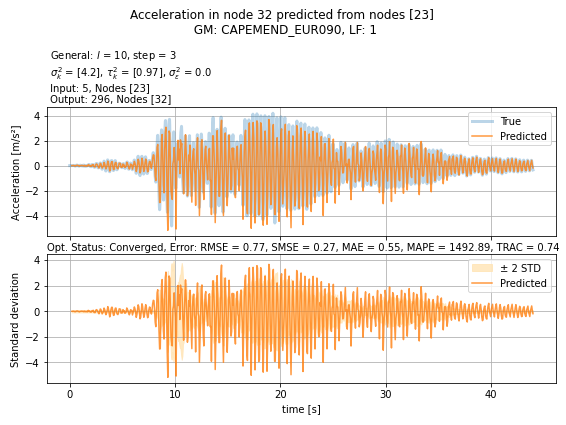 Acceleration in node 32 predicted from nodes [23]
GM: CAPEMEND_EUR090, LF: 1
General: l = 10, step = 3
σ²ₖ = [4.2], τ²ₖ = [0.97], σ²ε = 0.0
Input: 5, Nodes [23]
Output: 296, Nodes [32]
Acceleration [m/s²]
4
2
0
−2
−4
True
Predicted
Opt. Status: Converged, Error: RMSE = 0.77, SMSE = 0.27, MAE = 0.55, MAPE = 1492.89, TRAC = 0.74
Standard deviation
4
2
0
−2
−4
± 2 STD
Predicted
0
10
20
30
40
time [s]